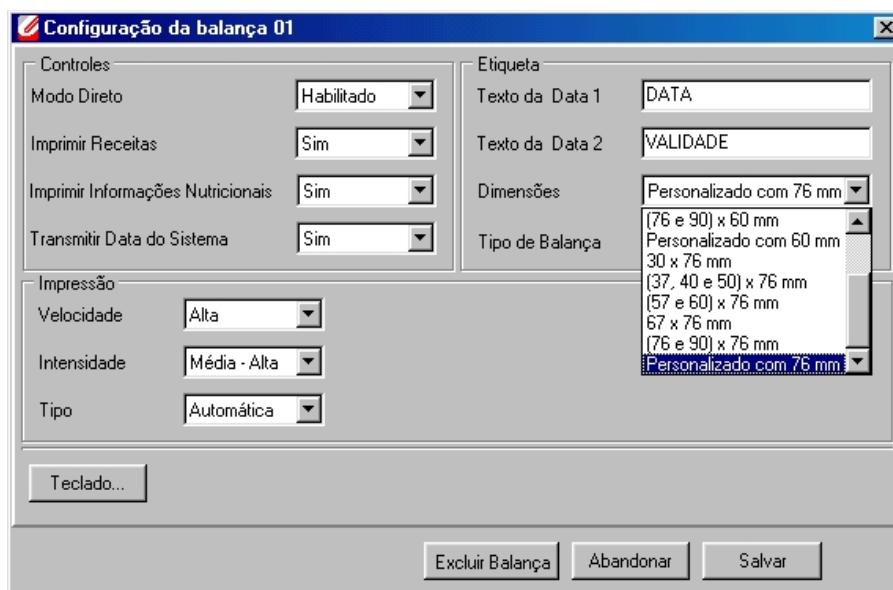 Configuração da balança 01
Controles
Modo Direto
Habilitado
Imprimir Receitas
Sim
Imprimir Informações Nutricionais
Sim
Transmitir Data do Sistema
Sim
Etiqueta
Texto da Data 1
DATA
Texto da Data 2
VALIDADE
Dimensões
Personalizado com 76 mm
(76 e 90) x 60 mm
Personalizado com 60 mm
30 x 76 mm
(37, 40 e 50) x 76 mm
(57 e 60) x 76 mm
67 x 76 mm
(76 e 90) x 76 mm
Personalizado com 76 mm
Tipo de Balança
Impressão
Velocidade
Alta
Intensidade
Média - Alta
Tipo
Automática
Teclado...
Excluir Balança
Abandonar
Salvar